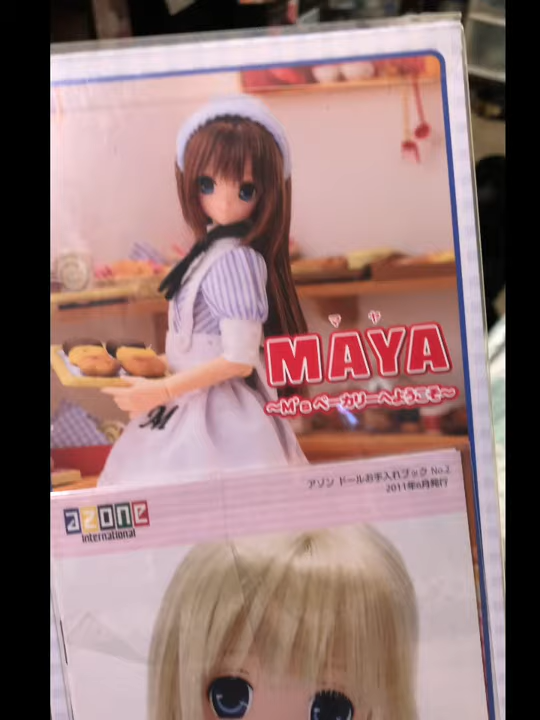 マヤ
MAYA
~M'sベーカリーへようこそ~
M
アゾン ドールお手入れブック No.2
2011年6月発行
azone
international